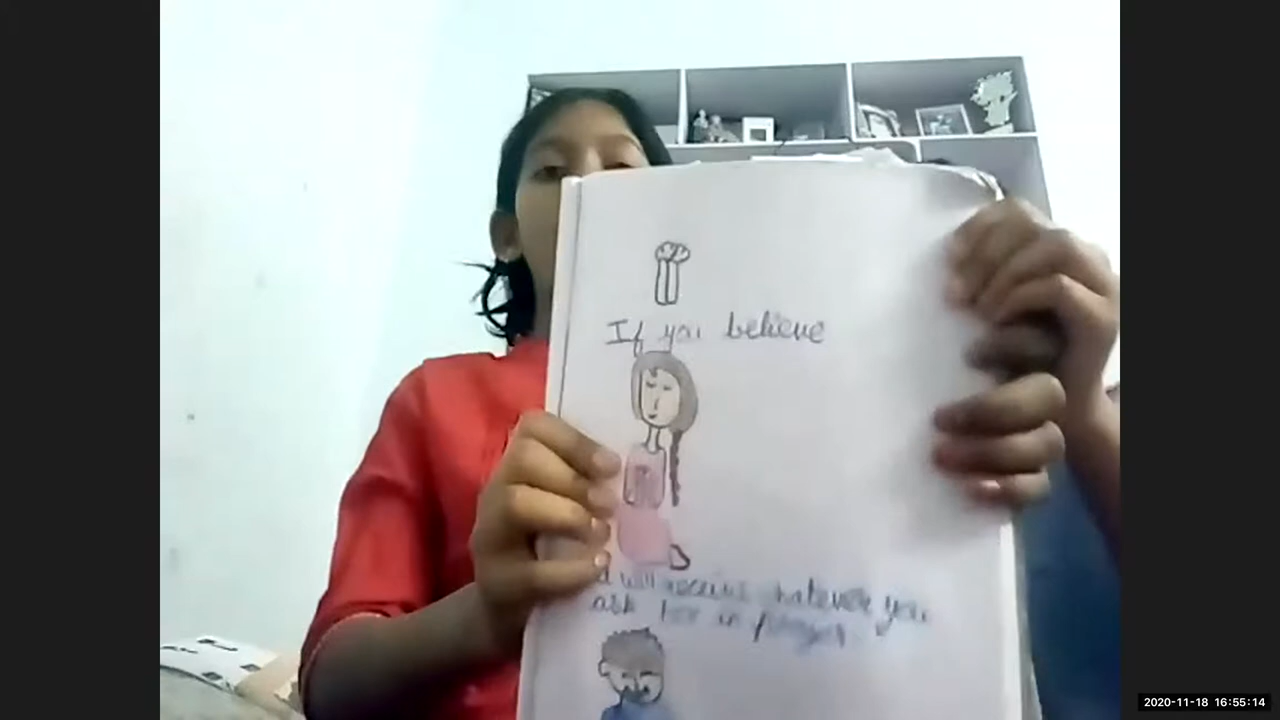 If you believe
will receive whatever you
ask for in prayer
2020-11-18 16:55:14